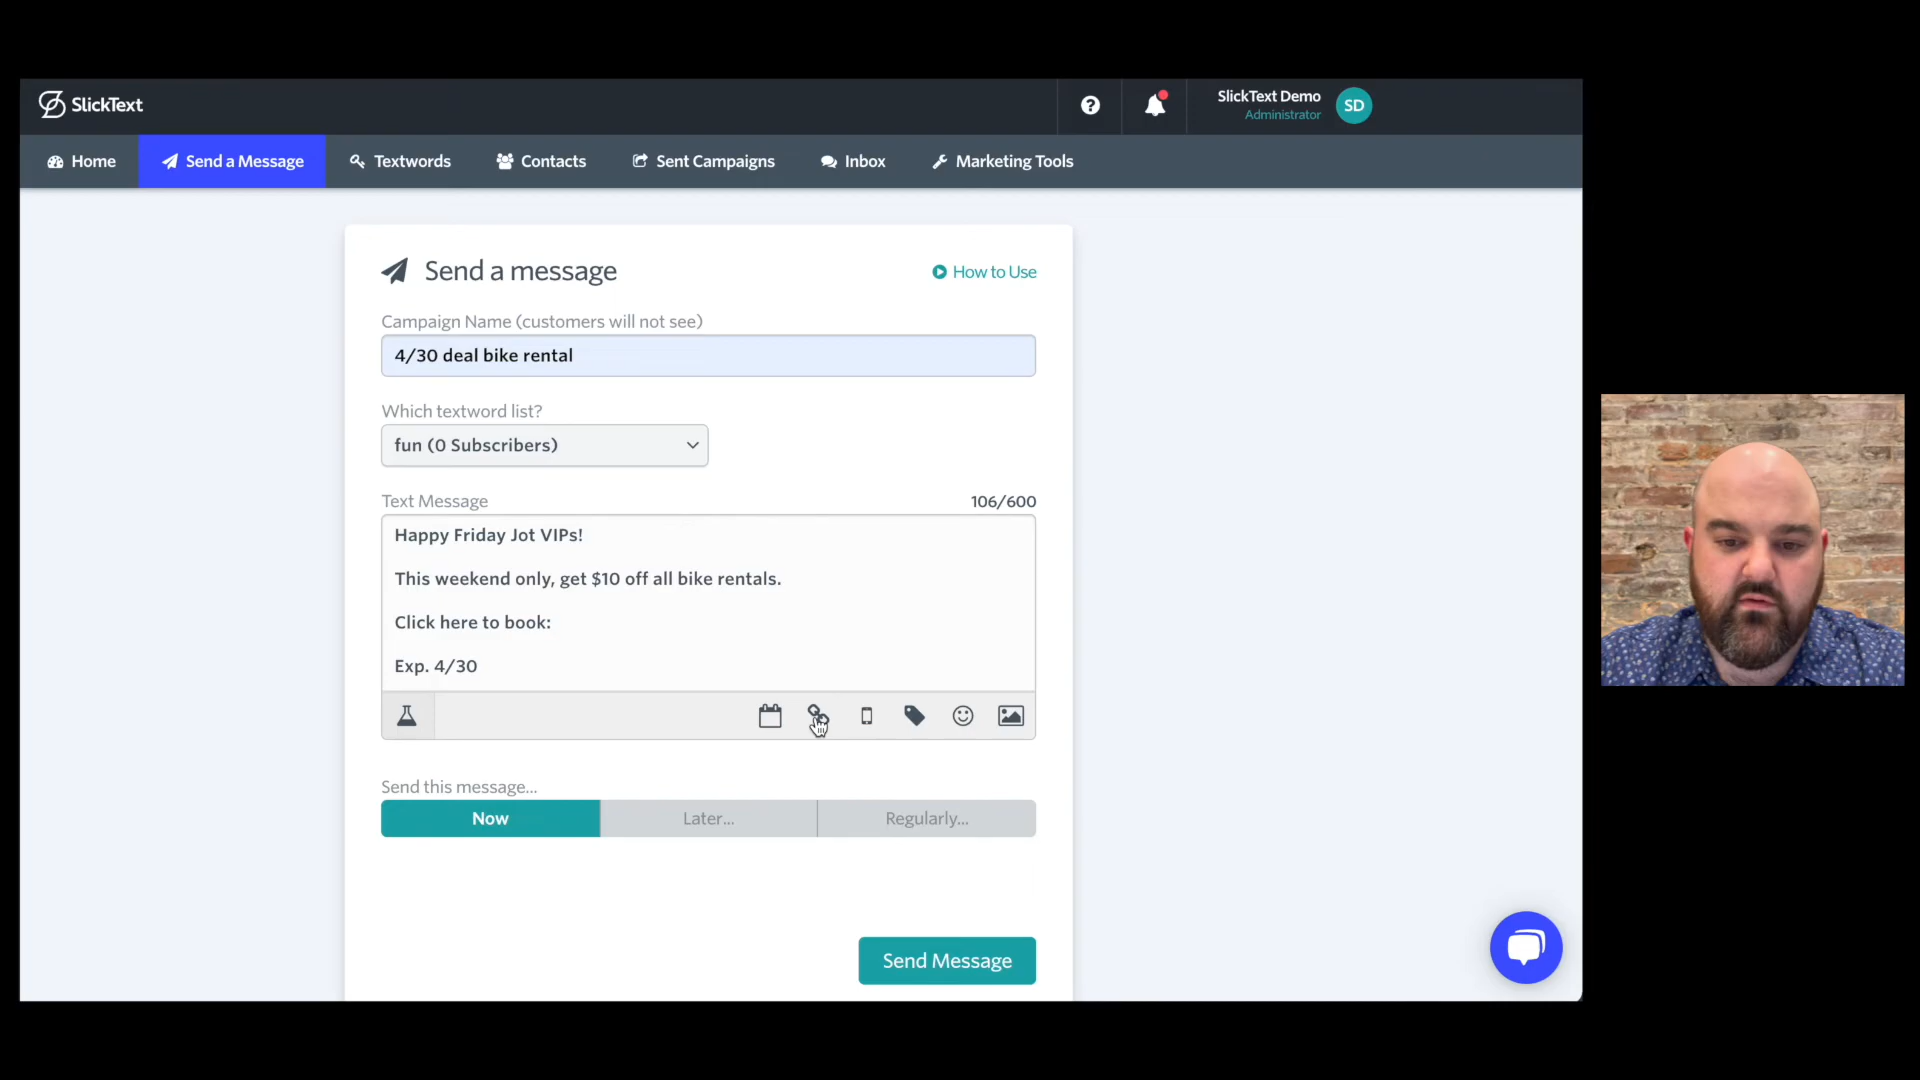 SlickText
SlickText Demo
Administrator
SD
Home
Send a Message
Textwords
Contacts
Sent Campaigns
Inbox
Marketing Tools
Send a message
How to Use
Campaign Name (customers will not see)
4/30 deal bike rental
Which textword list?
fun (0 Subscribers)
Text Message
106/600
Happy Friday Jot VIPs!
This weekend only, get $10 off all bike rentals.
Click here to book:
Exp. 4/30
Send this message...
Now
Later...
Regularly...
Send Message